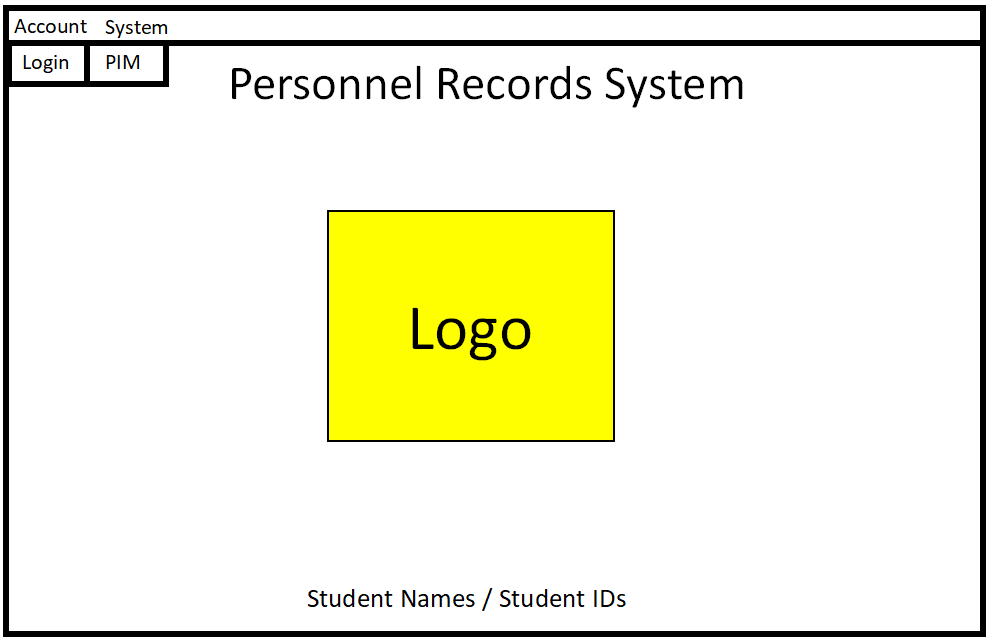 Account System
Login PIM
Personnel Records System
Logo
Student Names / Student IDs